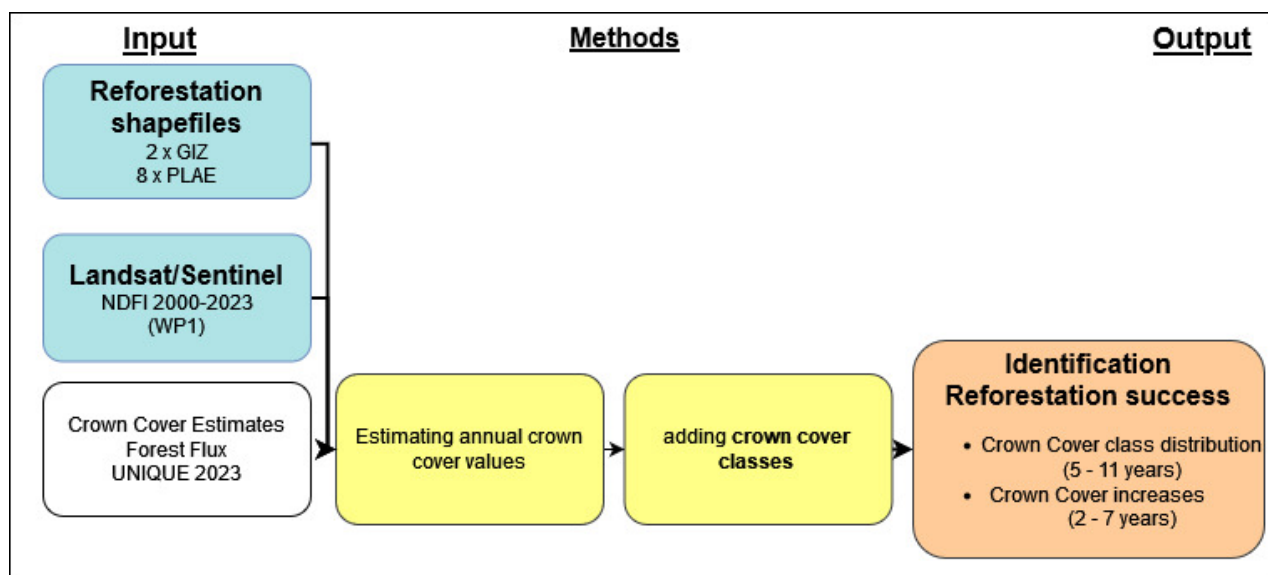 Input
Methods
Output
Reforestation
shapefiles
2 x GIZ
8 x PLAE
Landsat/Sentinel
NDFI 2000-2023
(WP1)
Crown Cover Estimates
Forest Flux
UNIQUE 2023
Estimating annual crown
cover values
adding crown cover
classes
Identification
Reforestation success
• Crown Cover class distribution
(5 - 11 years)
• Crown Cover increases
(2 - 7 years)